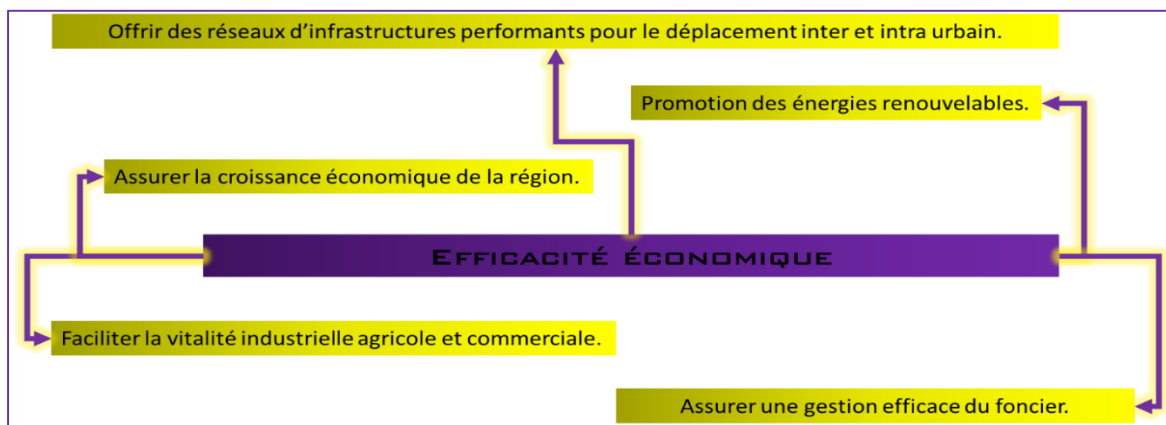 Offrir des réseaux d'infrastructures performants pour le déplacement inter et intra urbain.
Promotion des énergies renouvelables.
Assurer la croissance économique de la région.
Efficacité économique
Faciliter la vitalité industrielle agricole et commerciale.
Assurer une gestion efficace du foncier.